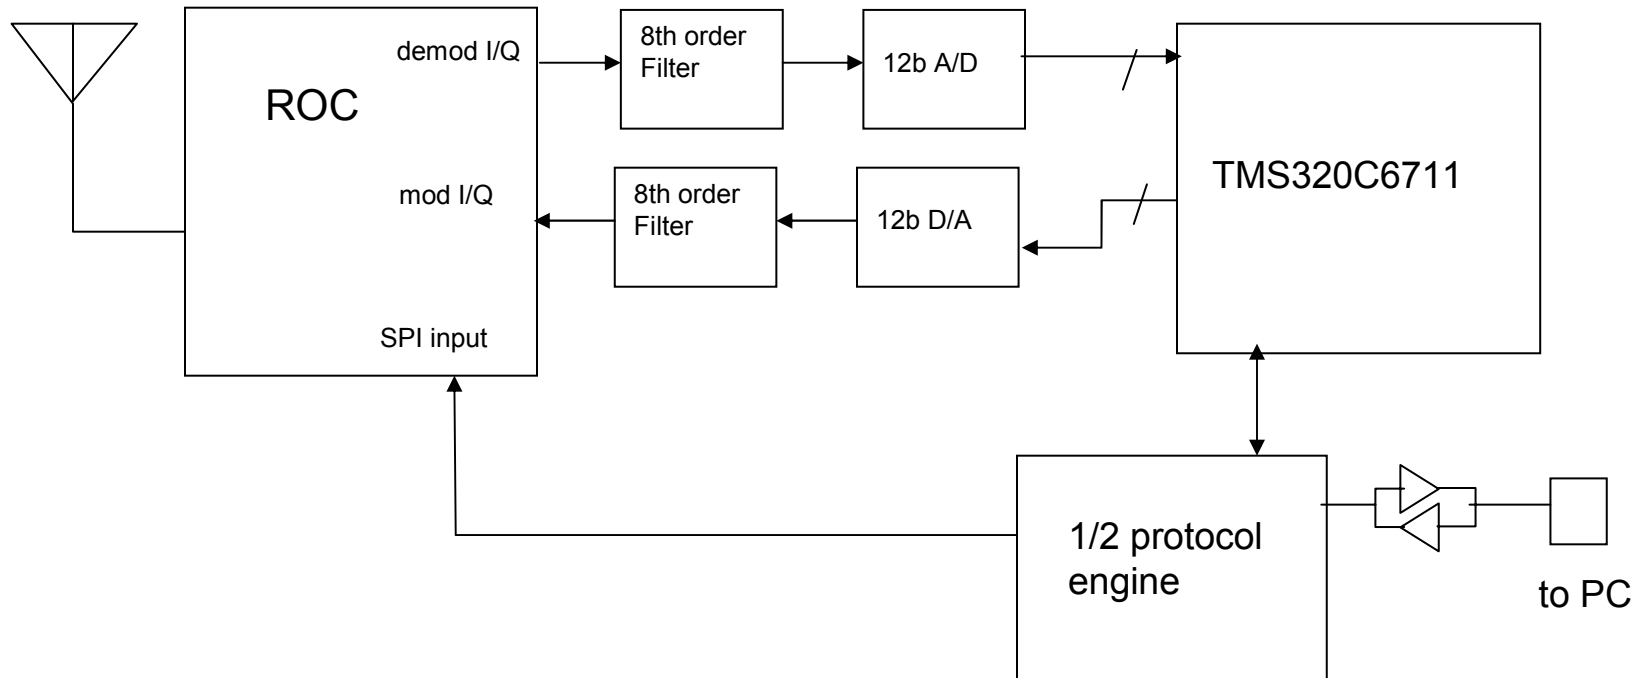 demod I/Q
ROC
mod I/Q
SPI input
8th order
Filter
12b A/D
8th order
Filter
12b D/A
TMS320C6711
1/2 protocol
engine
to PC